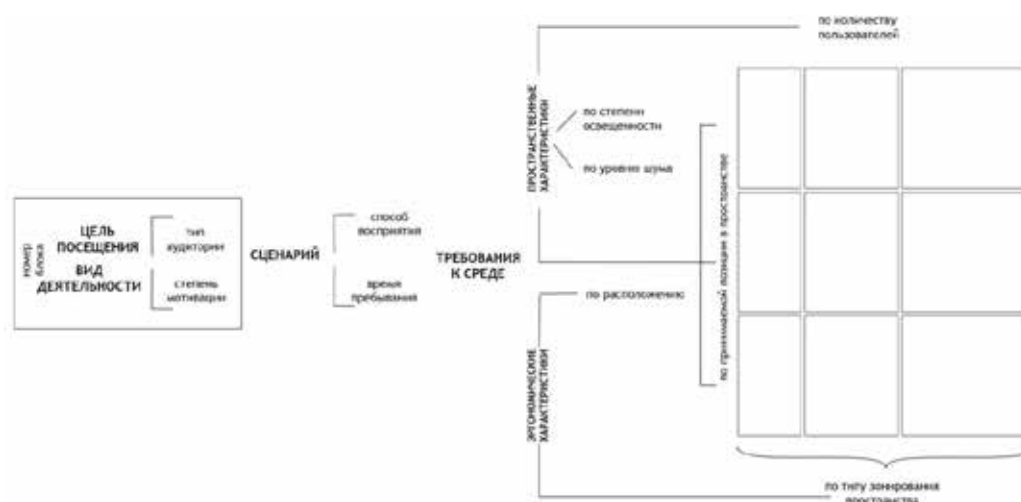 по количеству
пользователей
ПРОСТРАНСТВЕННЫЕ
ХАРАКТЕРИСТИКИ
по степени
освещенности
по уровню шума
номер
блока
ЦЕЛЬ
ПОСЕЩЕНИЯ
ВИД
ДЕЯТЕЛЬНОСТИ
тип
аудитории
степень
мотивации
СЦЕНАРИЙ
способ
восприятия
время
пребывания
ТРЕБОВАНИЯ
К СРЕДЕ
по расположению
по принимаемой позиции в пространстве
ЭРГОНОМИЧЕСКИЕ
ХАРАКТЕРИСТИКИ
по типу зонирования
пространства